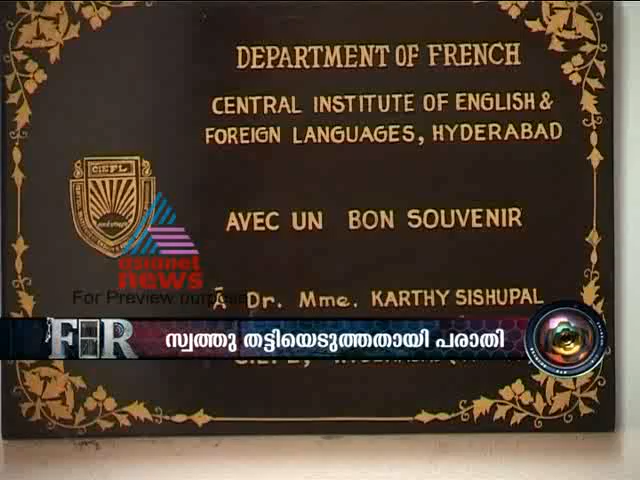 DEPARTMENT OF FRENCH
CENTRAL INSTITUTE OF ENGLISH &
FOREIGN LANGUAGES, HYDERABAD
C.E.F.L
AVEC UN BON SOUVENIR
asianet
news
For Preview purpose
À Dr. Mme. KARTHY SISHUPAL
FIR സ്വത്തു തട്ടിയെടുത്തതായി പരാതി